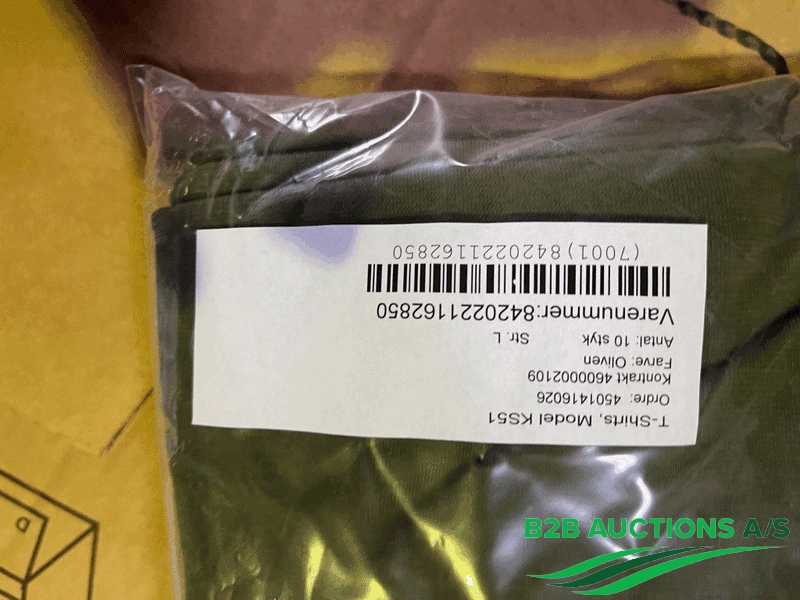 T-Shirts, Model KS51
Ordre: 4501416026
Kontrakt 4600002109
Farve: Oliven
Antal: 10 styk Str. L
Varenummer:8420221162850
(7001)8420221162850
D
B2B AUCTIONS A/S